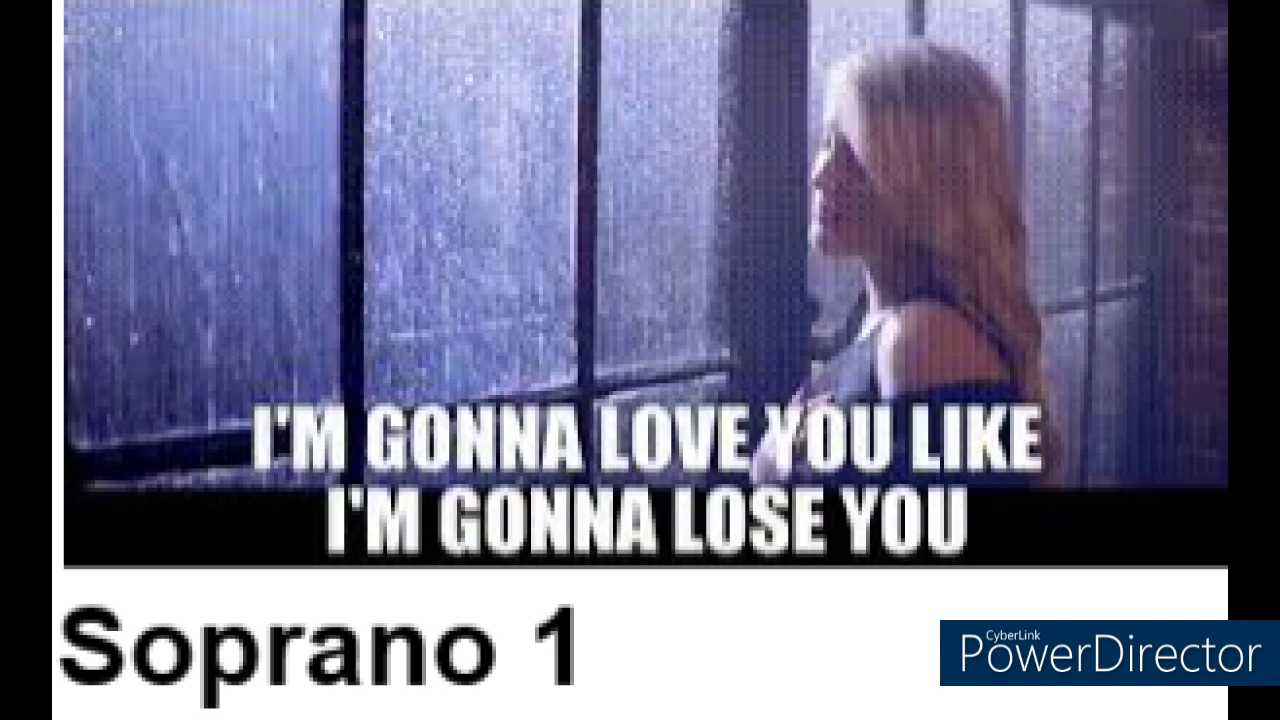 I'M GONNA LOVE YOU LIKE
I'M GONNA LOSE YOU
Soprano 1
CyberLink
PowerDirector